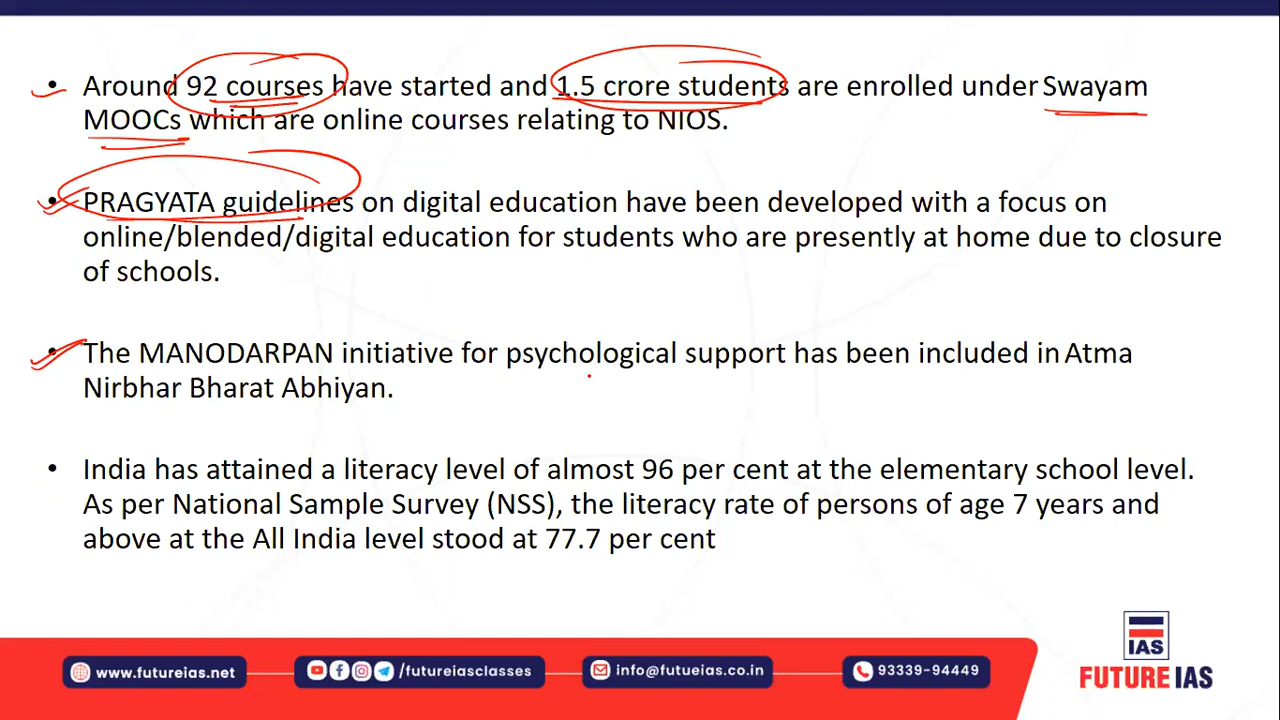 • Around 92 courses have started and 1.5 crore students are enrolled under Swayam
MOOCs which are online courses relating to NIOS.
• PRAGYATA guidelines on digital education have been developed with a focus on
online/blended/digital education for students who are presently at home due to closure
of schools.
• The MANODARPAN initiative for psychological support has been included in Atma
Nirbhar Bharat Abhiyan.
• India has attained a literacy level of almost 96 per cent at the elementary school level.
As per National Sample Survey (NSS), the literacy rate of persons of age 7 years and
above at the All India level stood at 77.7 per cent
IAS
www.futureias.net
/futureiasclasses
info@futueias.co.in
93339-94449
FUTURE IAS